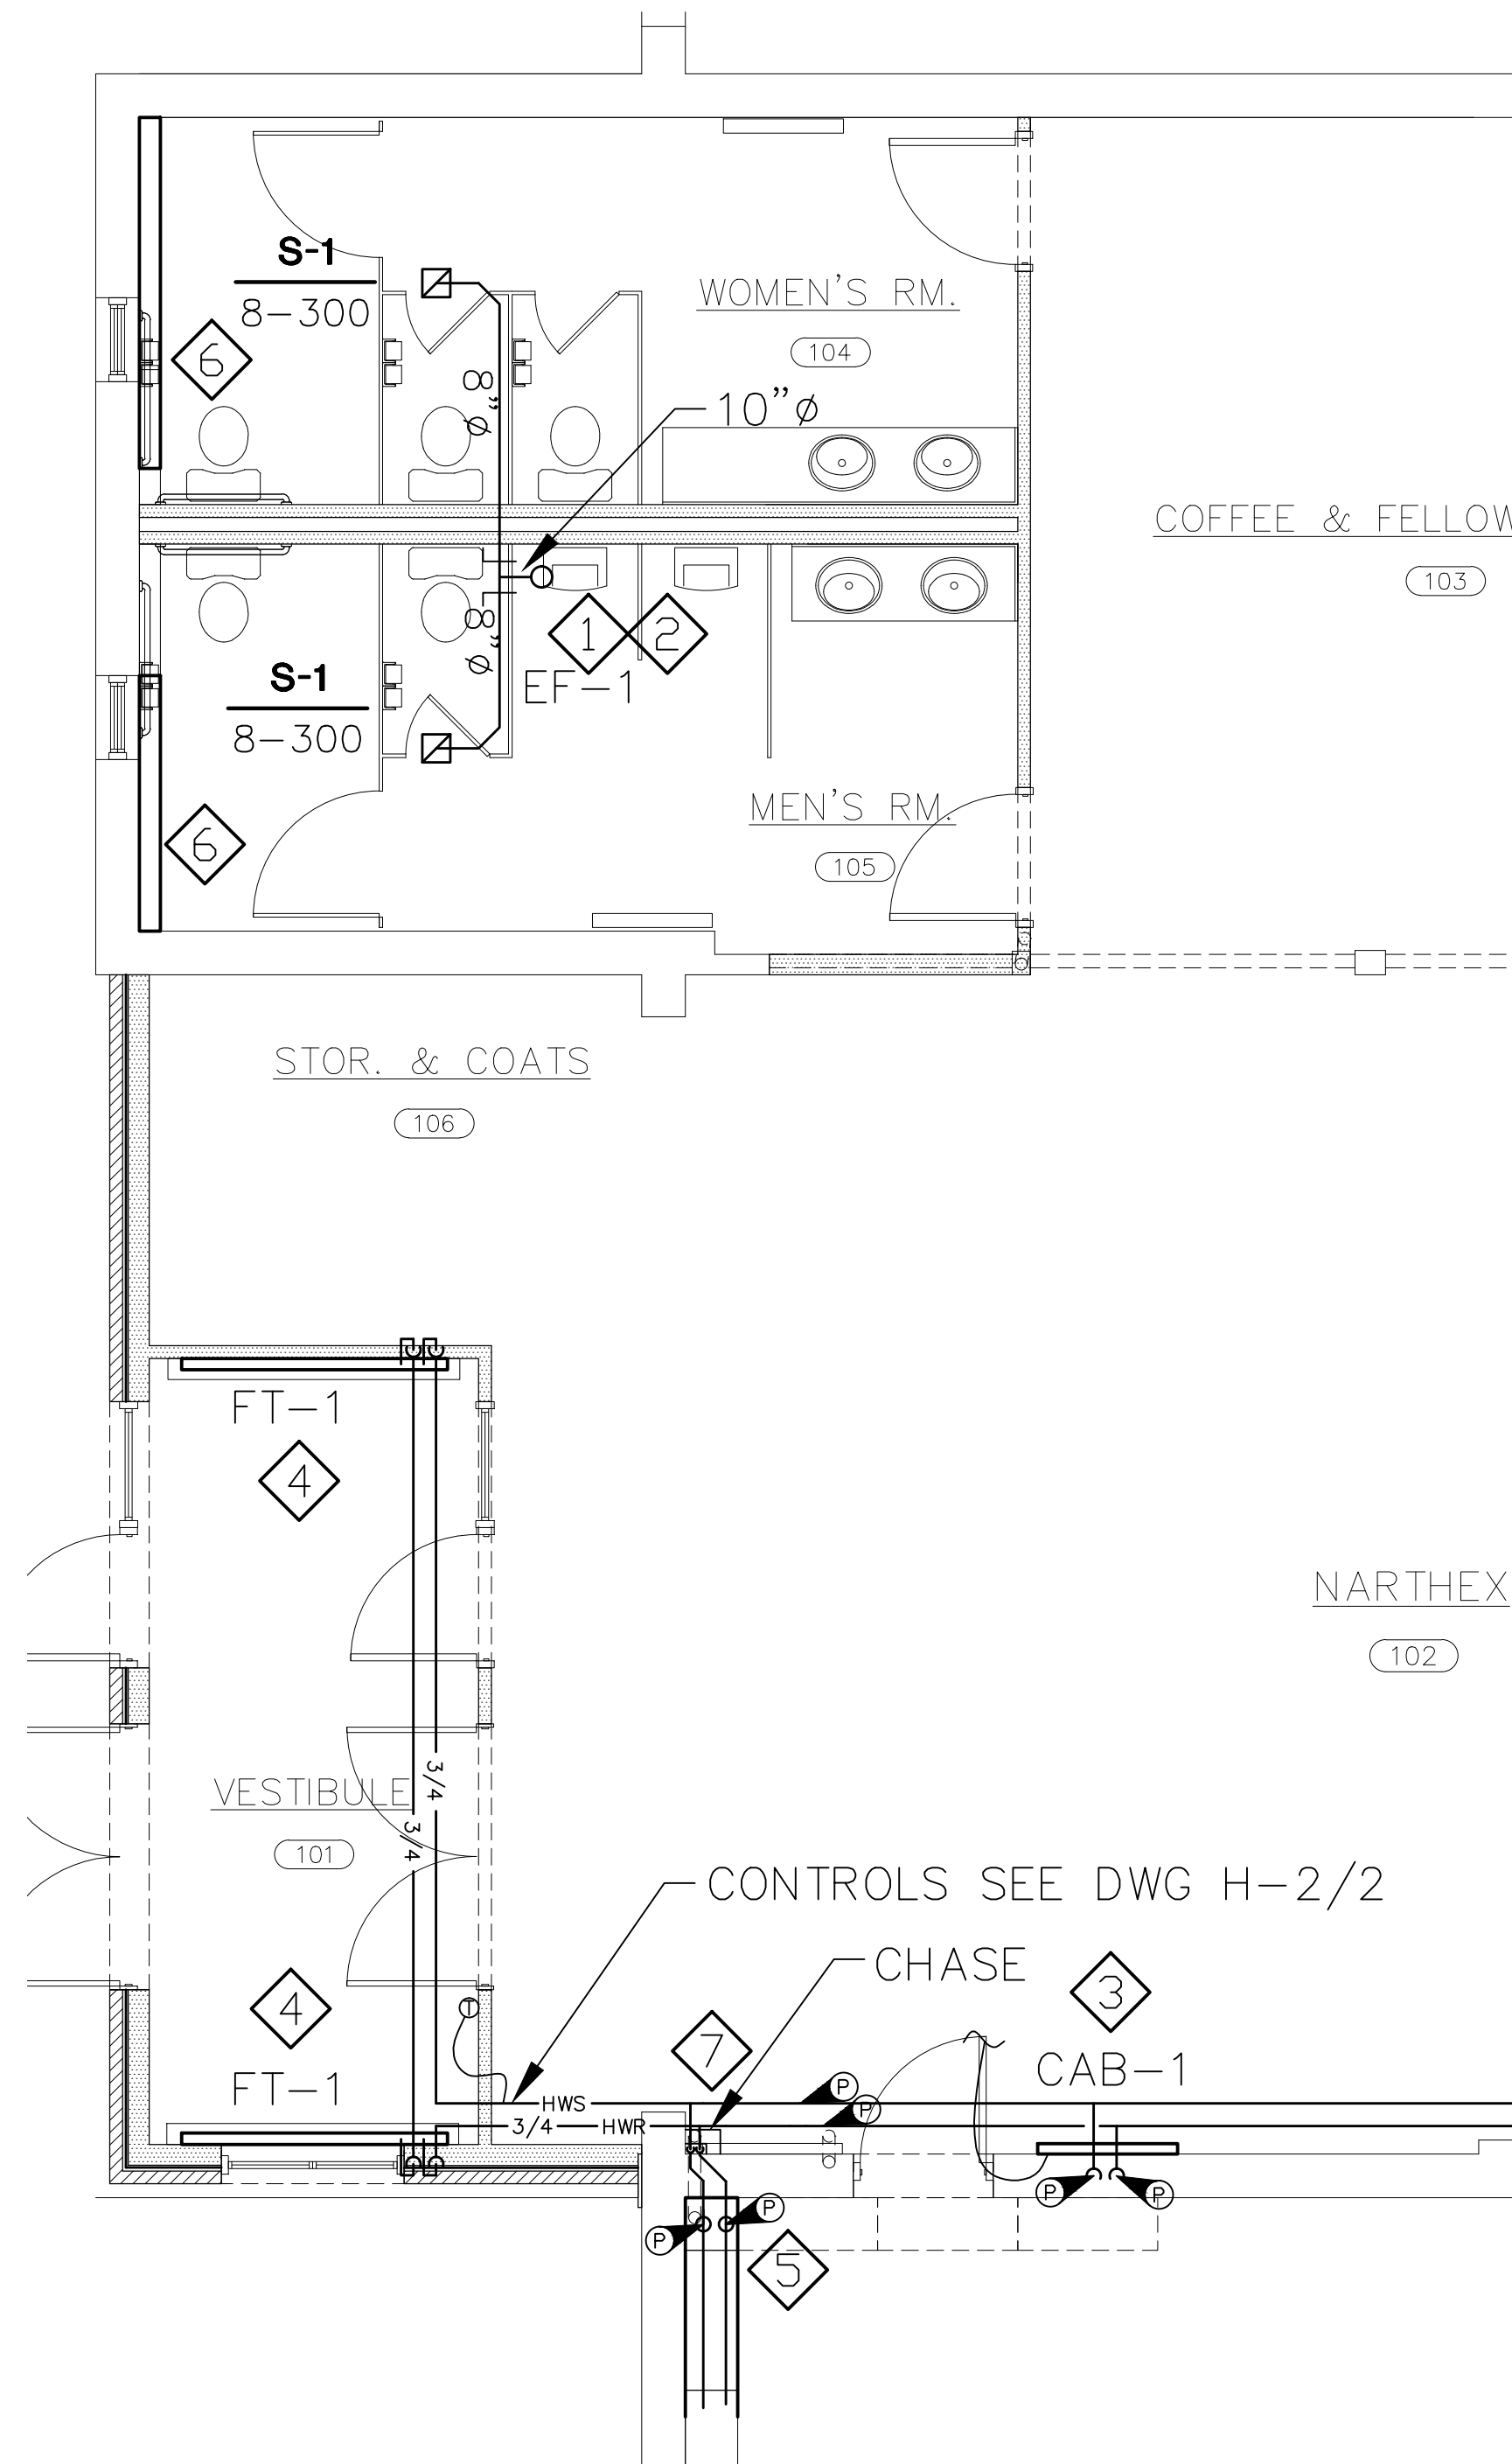 S-1
8-300
6
WOMEN'S RM.
104
8"ø
10"ø
COFFEE & FELLOW
103
1
2
8"ø
EF-1
S-1
8-300
MEN'S RM.
105
6
STOR. & COATS
106
FT-1
4
NARTHEX
102
3/4
VESTIBULE
3/4
101
CONTROLS SEE DWG H-2/2
CHASE
3
4
T
7
CAB-1
FT-1
P
HWS
P
3/4
HWR
P
P
P
P
5